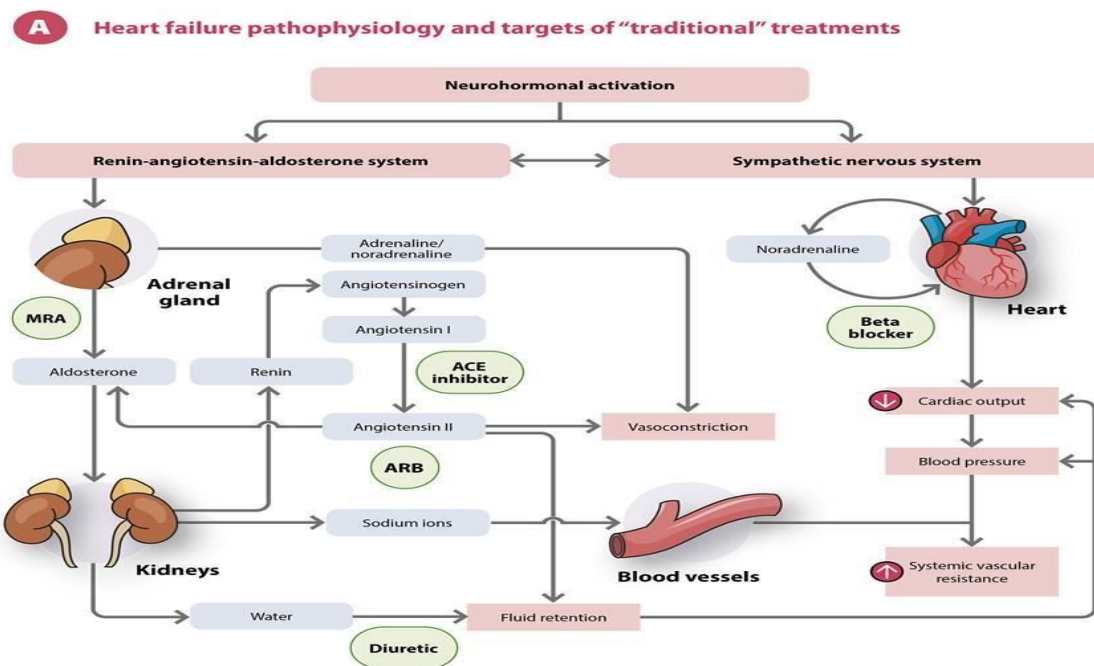 A
Heart failure pathophysiology and targets of “traditional” treatments
Neurohormonal activation
Renin-angiotensin-aldosterone system
Sympathetic nervous system
Adrenaline/
noradrenaline
Noradrenaline
Adrenal
gland
Angiotensinogen
Heart
MRA
Angiotensin I
Beta
blocker
Aldosterone
Renin
ACE
inhibitor
Cardiac output
Angiotensin II
Vasoconstriction
ARB
Blood pressure
Sodium ions
Kidneys
Blood vessels
Systemic vascular
resistance
Water
Fluid retention
Diuretic